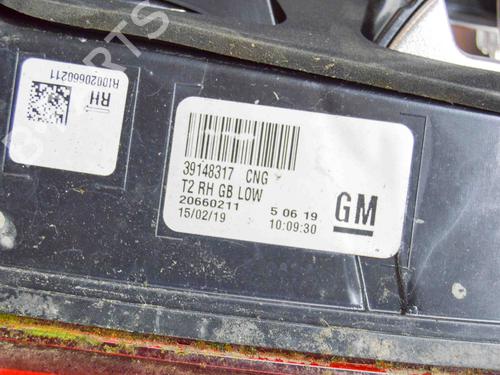 RH
R10020660211
39148317 CNG
T2 RH GB LOW
20660211 5 06 19
15/02/19 10:09:30
GM